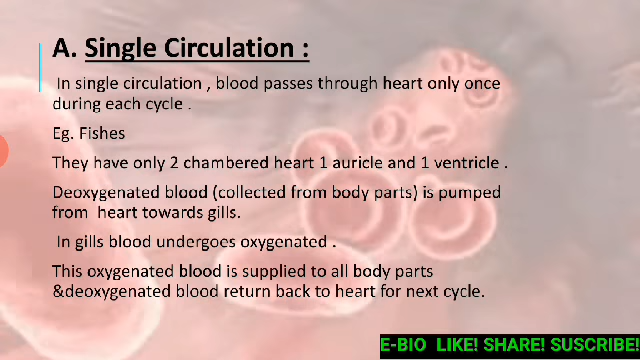 A. Single Circulation :
In single circulation , blood passes through heart only once
during each cycle .
Eg. Fishes
They have only 2 chambered heart 1 auricle and 1 ventricle .
Deoxygenated blood (collected from body parts) is pumped
from heart towards gills.
In gills blood undergoes oxygenated .
This oxygenated blood is supplied to all body parts
&deoxygenated blood return back to heart for next cycle.
E-BIO LIKE! SHARE! SUSCRIBE!